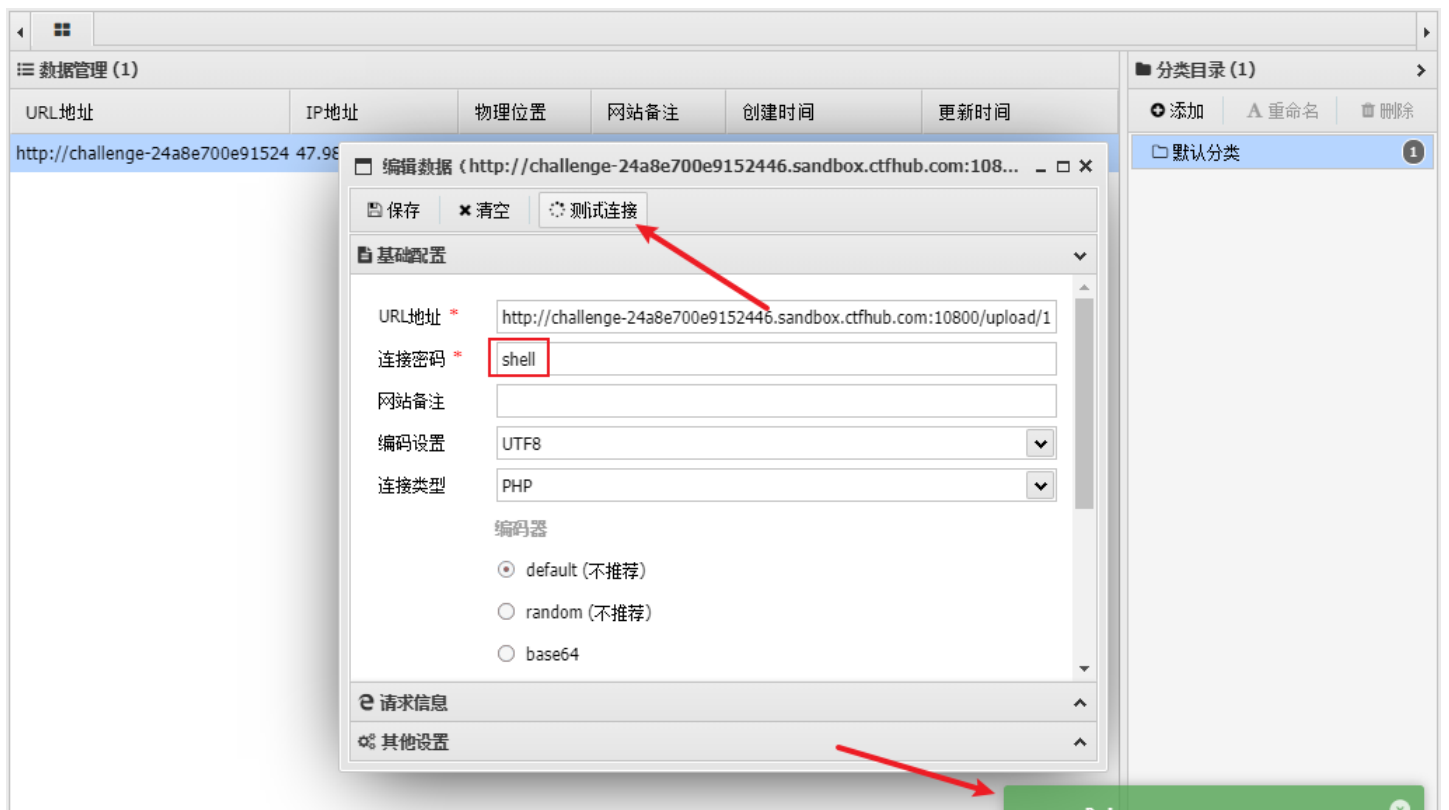 数据管理 (1)
分类目录 (1)
URL地址 IP地址 物理位置 网站备注 创建时间 更新时间
添加 重命名 删除
http://challenge-24a8e700e91524 47.98
默认分类 1
编辑数据 (http://challenge-24a8e700e9152446.sandbox.ctfhub.com:108...
保存 清空 测试连接
基础配置
URL地址 * http://challenge-24a8e700e9152446.sandbox.ctfhub.com:10800/upload/1
连接密码 * shell
网站备注
编码设置 UTF8
连接类型 PHP
编码器
default (不推荐)
random (不推荐)
base64
请求信息
其他设置